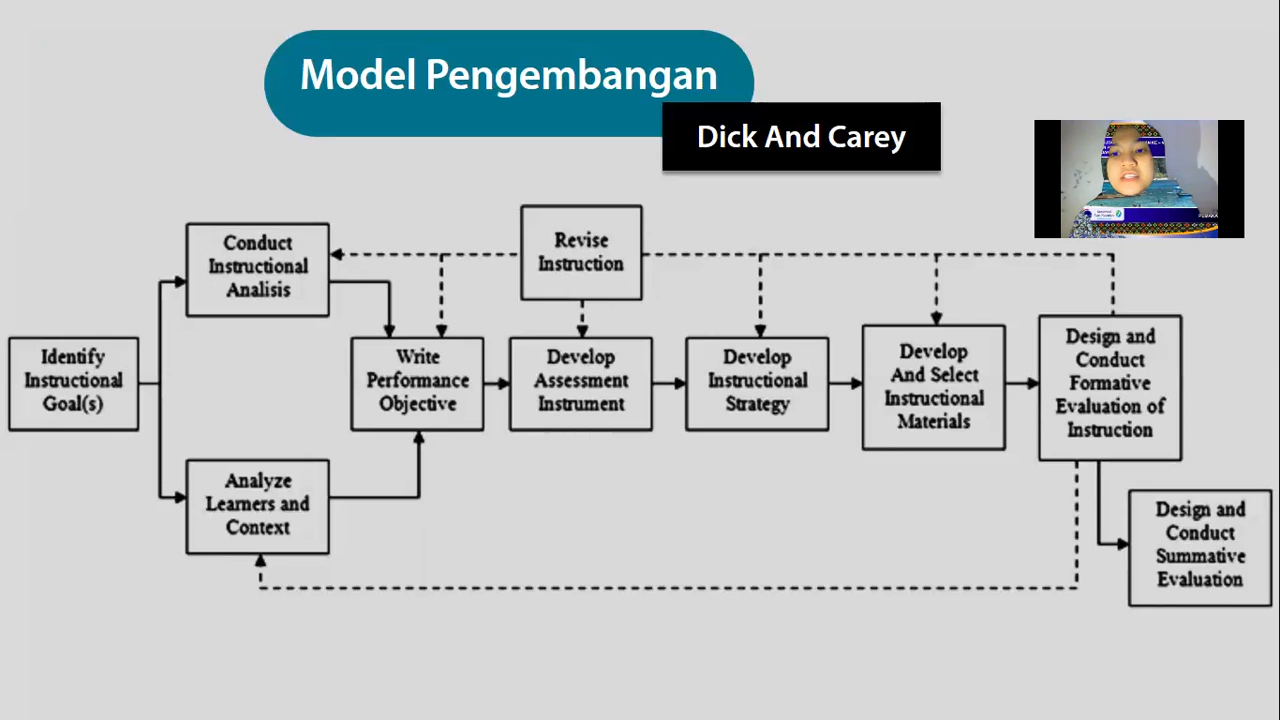 Model Pengembangan
Dick And Carey
Conduct
Instructional
Analisis
Revise
Instruction
Identify
Instructional
Goal(s)
Write
Performance
Objective
Develop
Assessment
Instrument
Develop
Instructional
Strategy
Develop
And Select
Instructional
Materials
Design and
Conduct
Formative
Evaluation of
Instruction
Analyze
Learners and
Context
Design and
Conduct
Summative
Evaluation